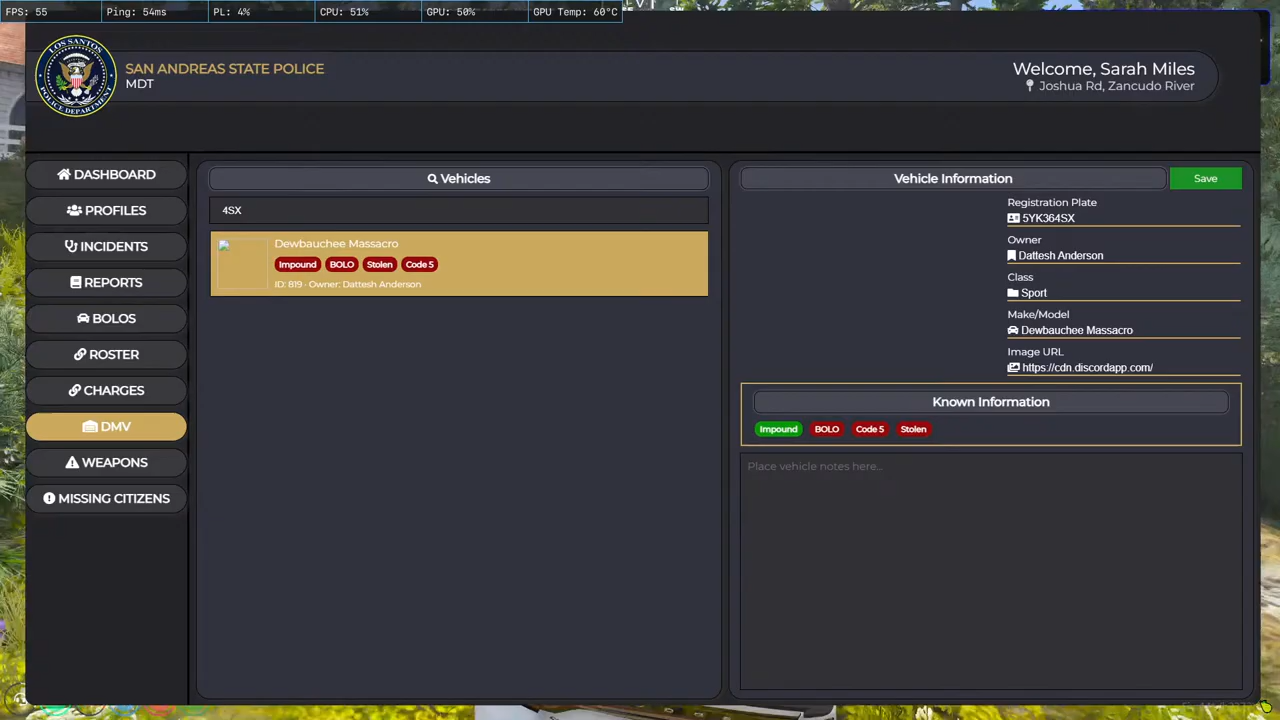 FPS: 55 Ping: 54ms PL: 4% CPU: 51% GPU: 50% GPU Temp: 60°C
LOS SANTOS
POLICE DEPARTMENT
SAN ANDREAS STATE POLICE
MDT
Welcome, Sarah Miles
Joshua Rd, Zancudo River
DASHBOARD
PROFILES
INCIDENTS
REPORTS
BOLOS
ROSTER
CHARGES
DMV
WEAPONS
MISSING CITIZENS
Vehicles
4SX
Dewbauchee Massacro
Impound BOLO Stolen Code 5
ID: 819 · Owner: Dattesh Anderson
Vehicle Information
Save
Registration Plate
5YK364SX
Owner
Dattesh Anderson
Class
Sport
Make/Model
Dewbauchee Massacro
Image URL
https://cdn.discordapp.com/
Known Information
Impound BOLO Code 5 Stolen
Place vehicle notes here...